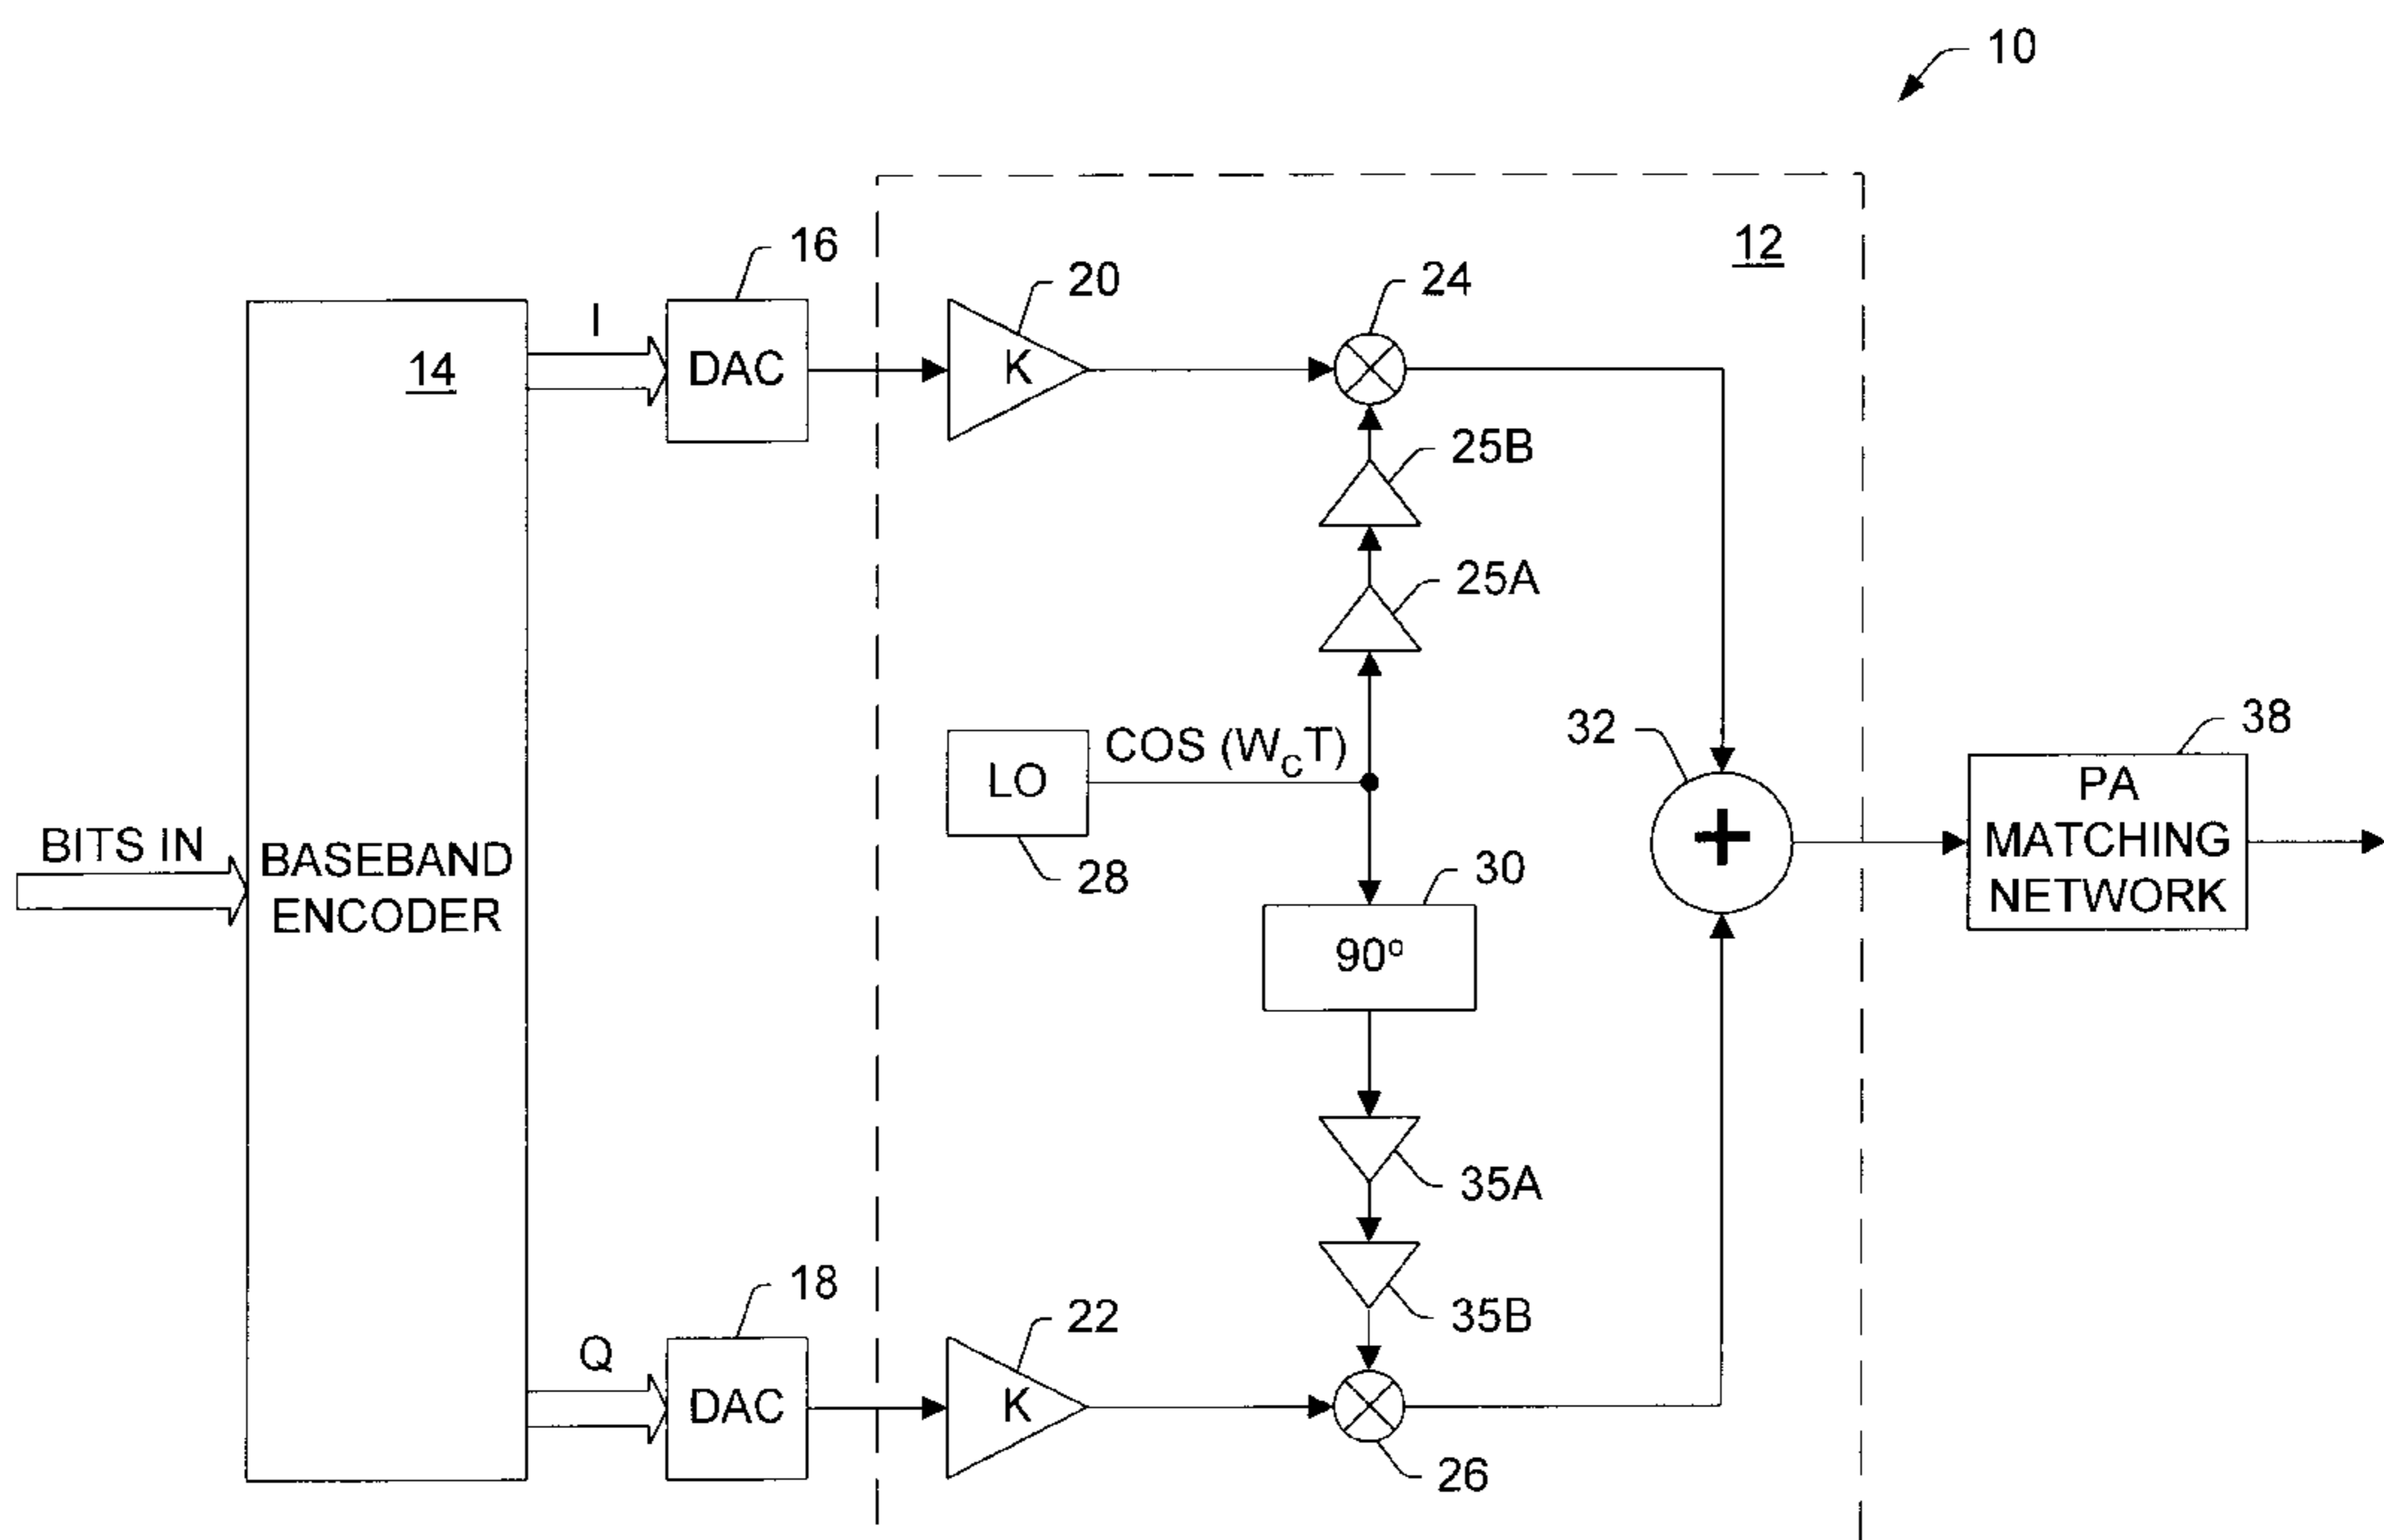 10
12
16
20
24
I
14
DAC
K
25B
25A
COS (W_CT)
32
38
LO
+
PA
MATCHING
NETWORK
BITS IN
BASEBAND
ENCODER
28
30
90°
35A
18
22
35B
Q
DAC
K
26